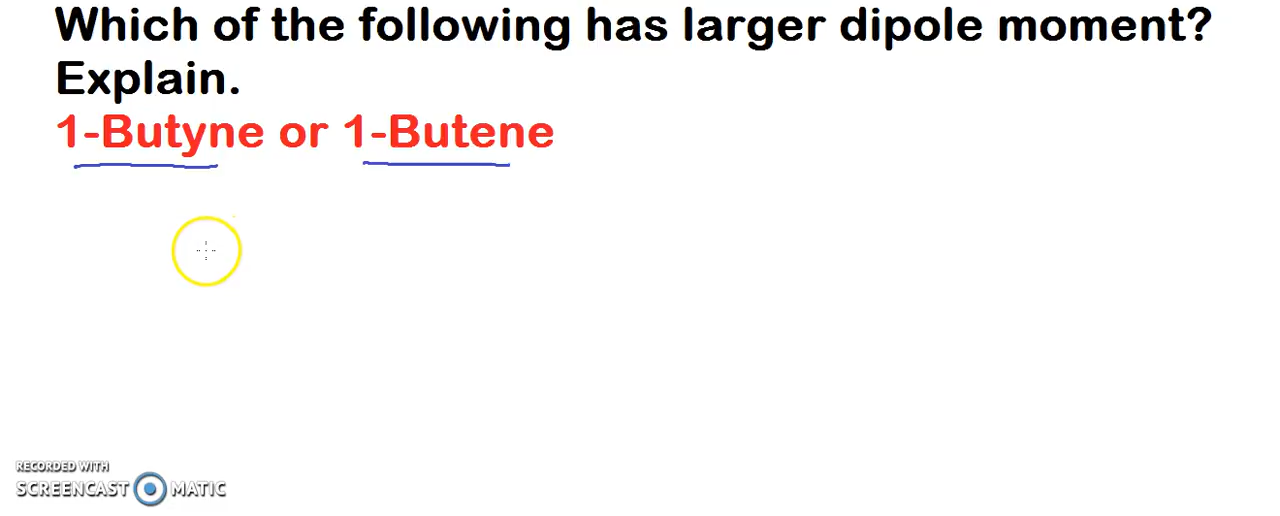 Which of the following has larger dipole moment?
Explain.
1-Butyne or 1-Butene
RECORDED WITH
SCREENCAST MATIC